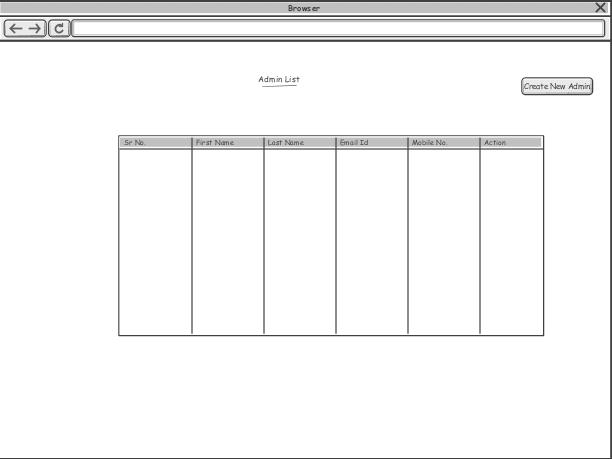 Browser
Admin List
Create New Admin
Sr No. First Name Last Name Email Id Mobile No. Action